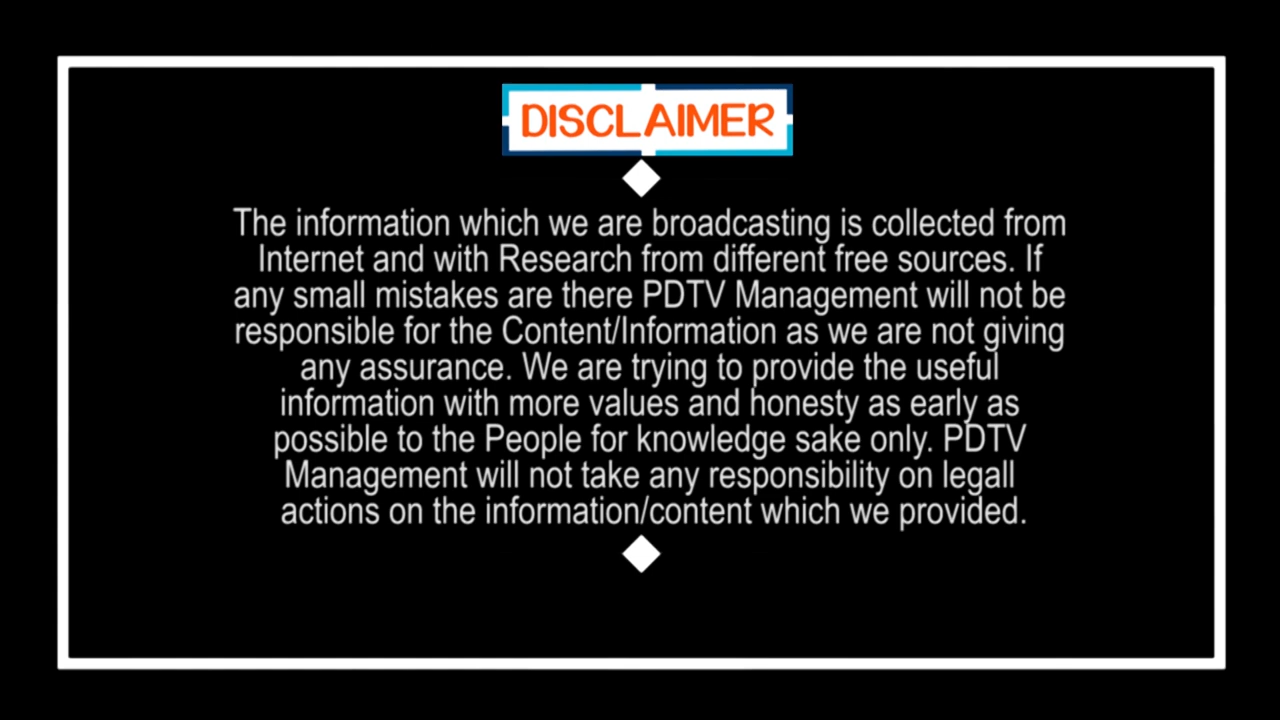 DISCLAIMER
The information which we are broadcasting is collected from
Internet and with Research from different free sources. If
any small mistakes are there PDTV Management will not be
responsible for the Content/Information as we are not giving
any assurance. We are trying to provide the useful
information with more values and honesty as early as
possible to the People for knowledge sake only. PDTV
Management will not take any responsibility on legall
actions on the information/content which we provided.